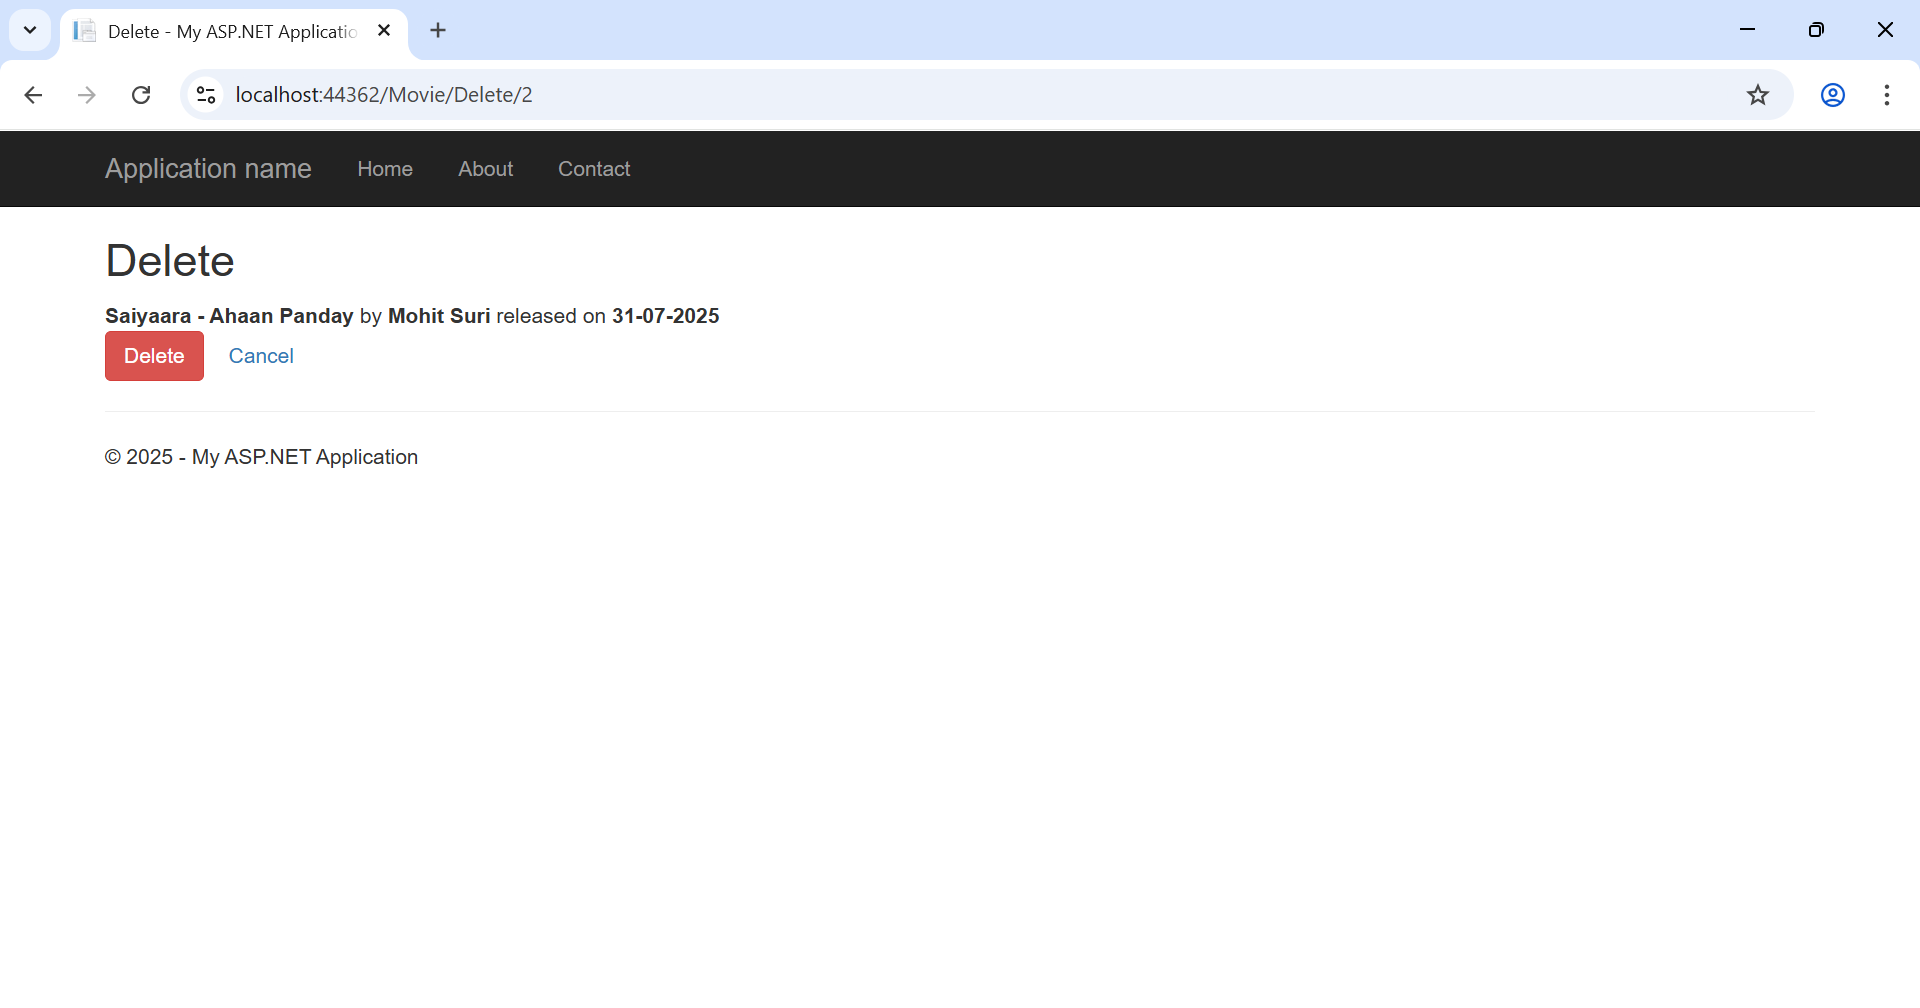 Delete - My ASP.NET Applicatio
localhost:44362/Movie/Delete/2
Application name Home About Contact
Delete
Saiyaara - Ahaan Panday by Mohit Suri released on 31-07-2025
Delete Cancel
© 2025 - My ASP.NET Application